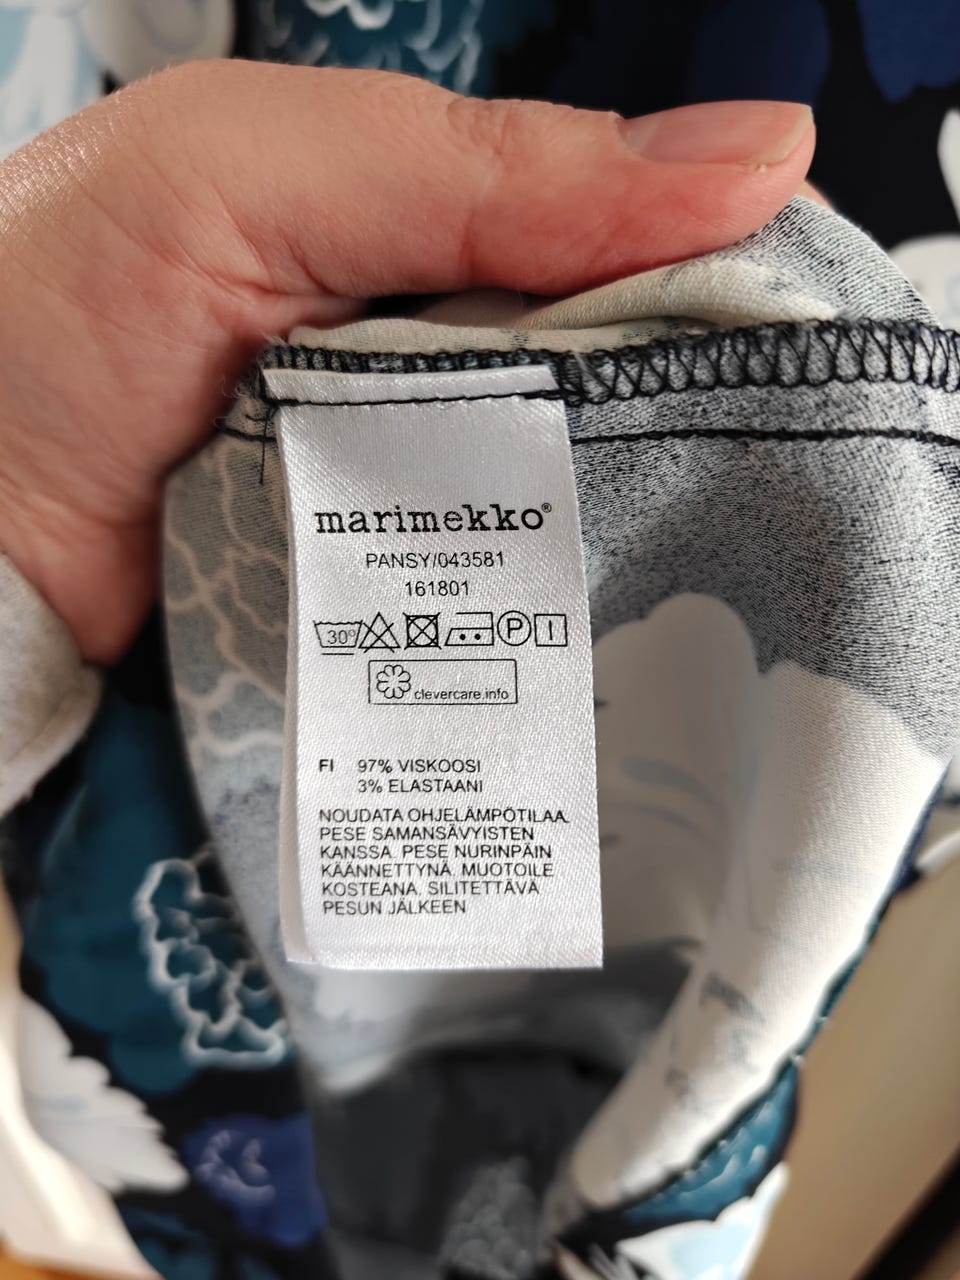 marimekko®
PANSY/043581
161801
30° P
clevercare.info
FI 97% VISKOOSI
3% ELASTAANI
NOUDATA OHJELÄMPÖTILAA.
PESE SAMANSÄVYISTEN
KANSSA. PESE NURINPÄIN
KÄÄNNETTYNÄ. MUOTOILE
KOSTEANA. SILITETTÄVÄ
PESUN JÄLKEEN